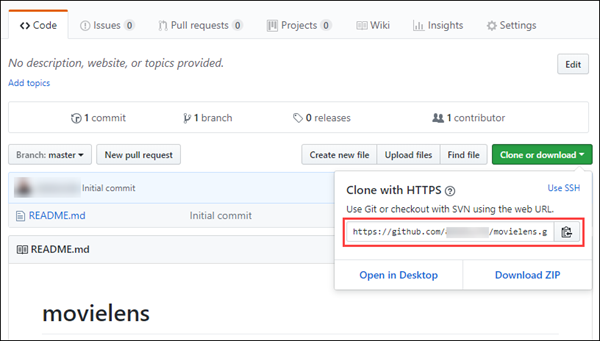 Code Issues 0 Pull requests 0 Projects 0 Wiki Insights Settings
No description, website, or topics provided. Edit
Add topics
1 commit 1 branch 0 releases 1 contributor
Branch: master New pull request Create new file Upload files Find file Clone or download
Initial commit
README.md Initial commit
Clone with HTTPS ? Use SSH
Use Git or checkout with SVN using the web URL.
https://github.com/ /movielens.g
Open in Desktop Download ZIP
README.md
movielens